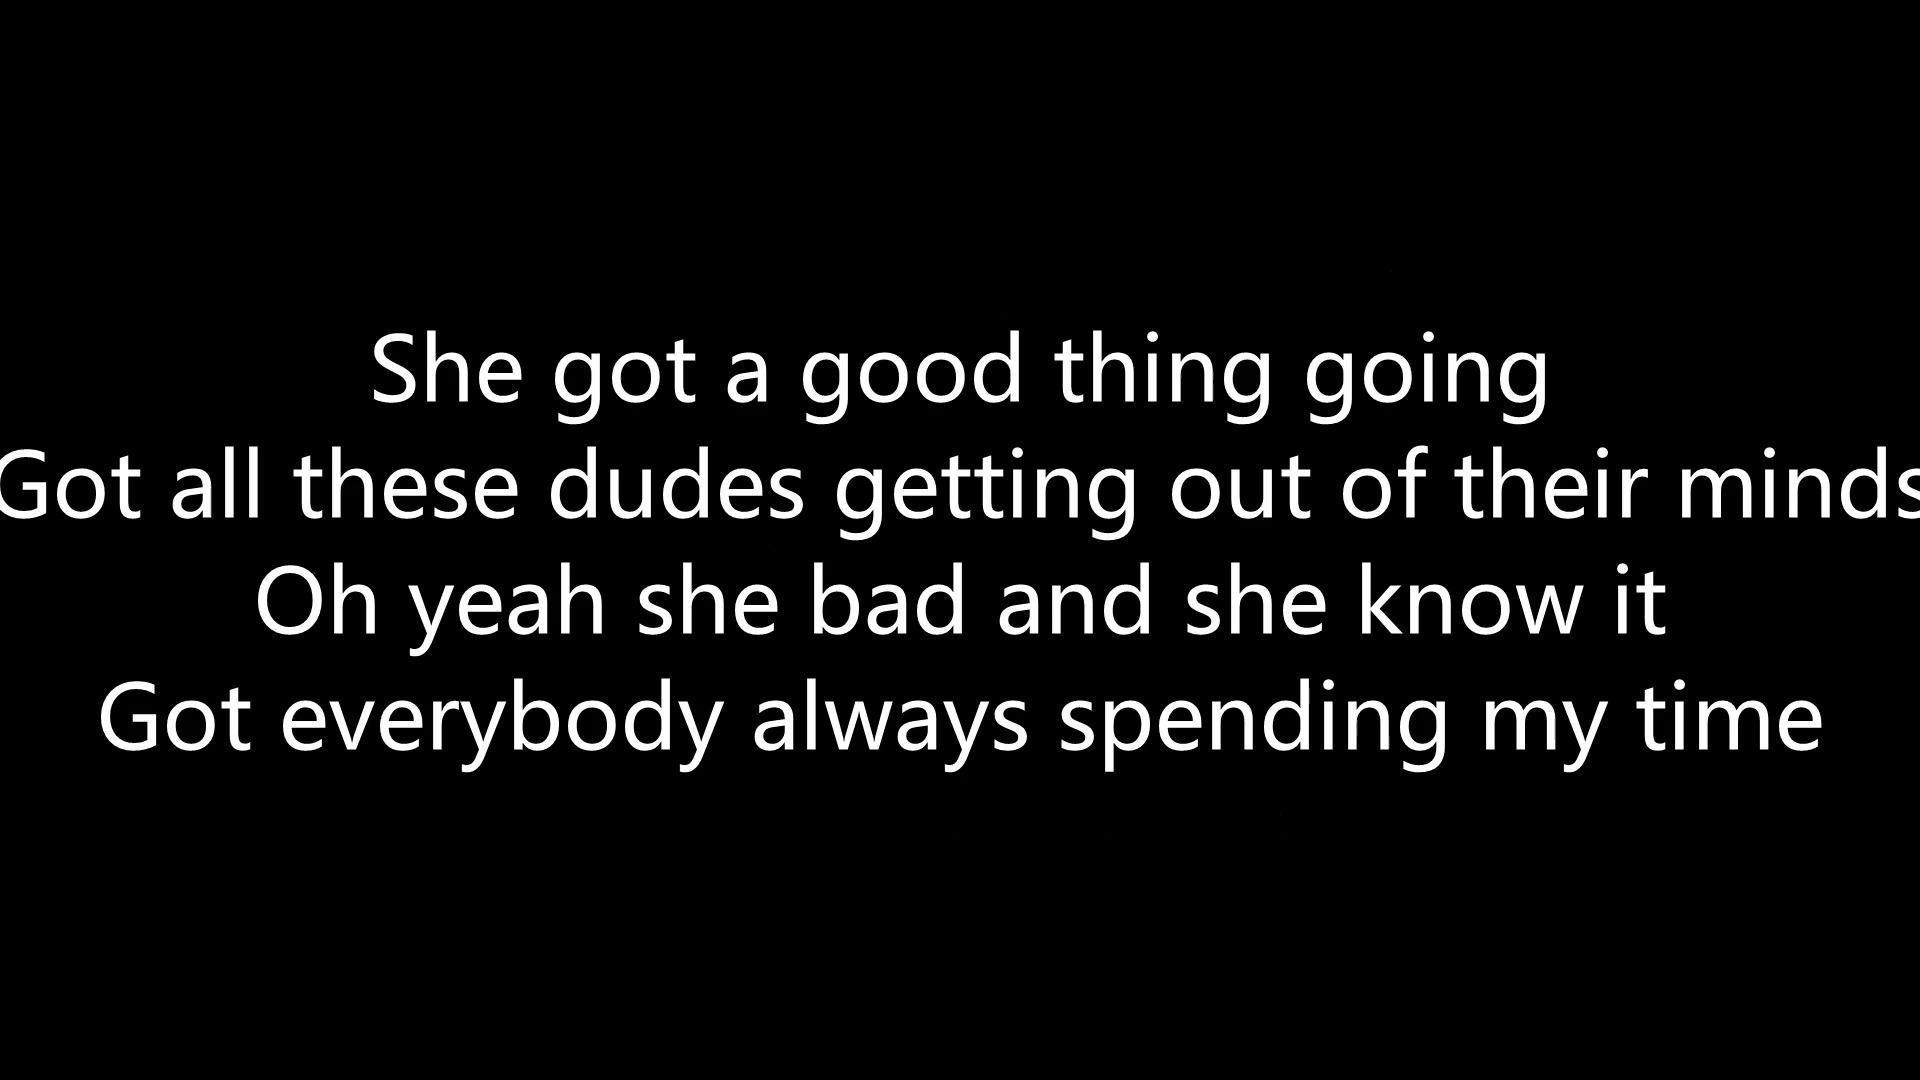 She got a good thing going
Got all these dudes getting out of their minds
Oh yeah she bad and she know it
Got everybody always spending my time